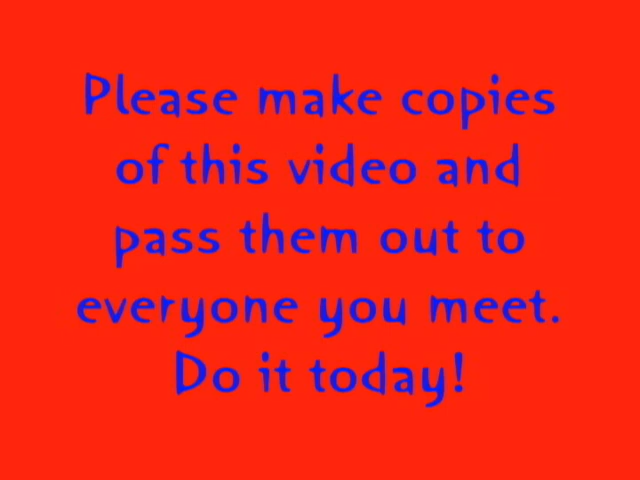 Please make copies
of this video and
pass them out to
everyone you meet.
Do it today!